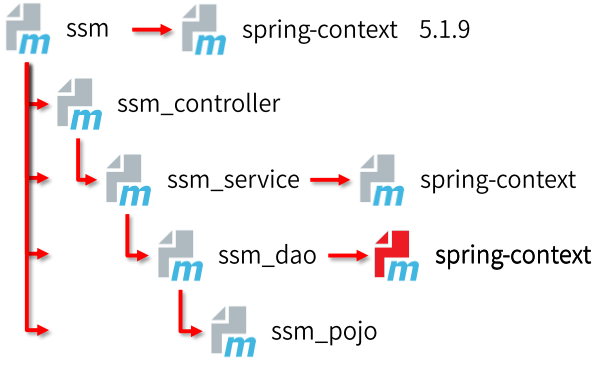 ssm spring-context 5.1.9
ssm_controller
ssm_service spring-context
ssm_dao spring-context
ssm_pojo